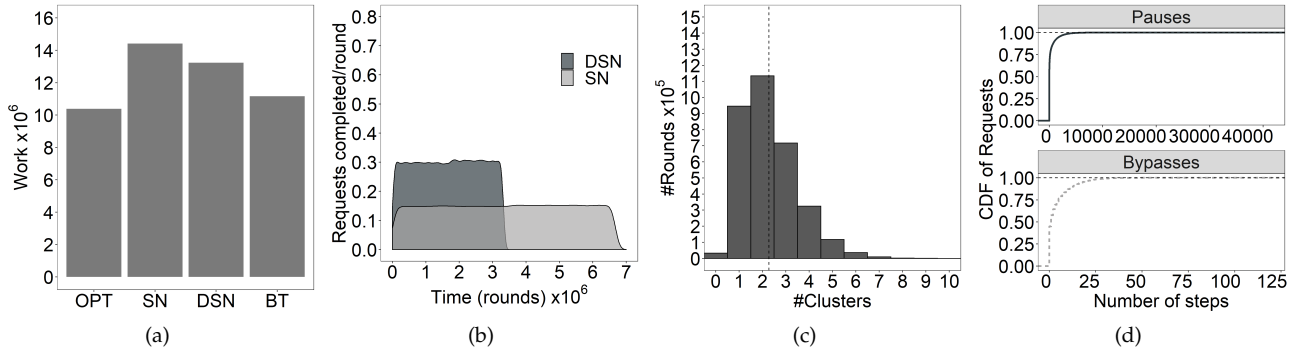 16
14
12
10
8
6
4
2
0
Work x10^6
OPT SN DSN BT
(a)
0.8
0.7
0.6
0.5
0.4
0.3
0.2
0.1
0.0
Requests completed/round
DSN
SN
0 1 2 3 4 5 6 7
Time (rounds) x10^6
(b)
15
14
13
12
11
10
9
8
7
6
5
4
3
2
1
0
#Rounds x10^5
0 1 2 3 4 5 6 7 8 9 10
#Clusters
(c)
Pauses
1.00
0.75
0.50
0.25
0.00
0 10000 20000 30000 40000
CDF of Requests
Bypasses
1.00
0.75
0.50
0.25
0.00
0 25 50 75 100 125
Number of steps
(d)